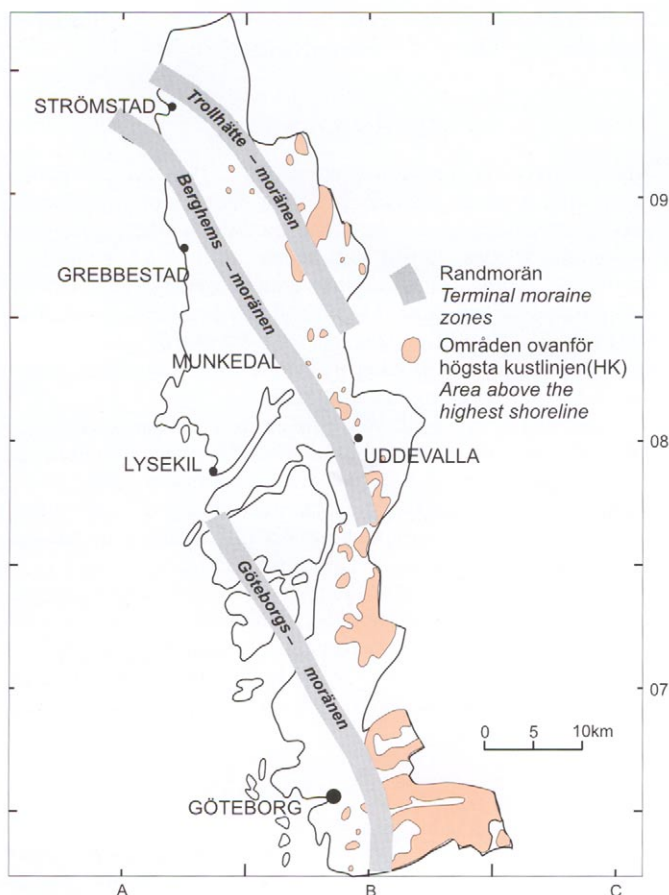 STRÖMSTAD
Trollhätte – moränen
Berghems – moränen
09
GREBBESTAD
Randmorän
Terminal moraine
zones
Områden ovanför
högsta kustlinjen(HK)
Area above the
highest shoreline
MUNKEDAL
08
LYSEKIL
UDDEVALLA
Göteborgs – moränen
07
0 5 10km
GÖTEBORG
A B C